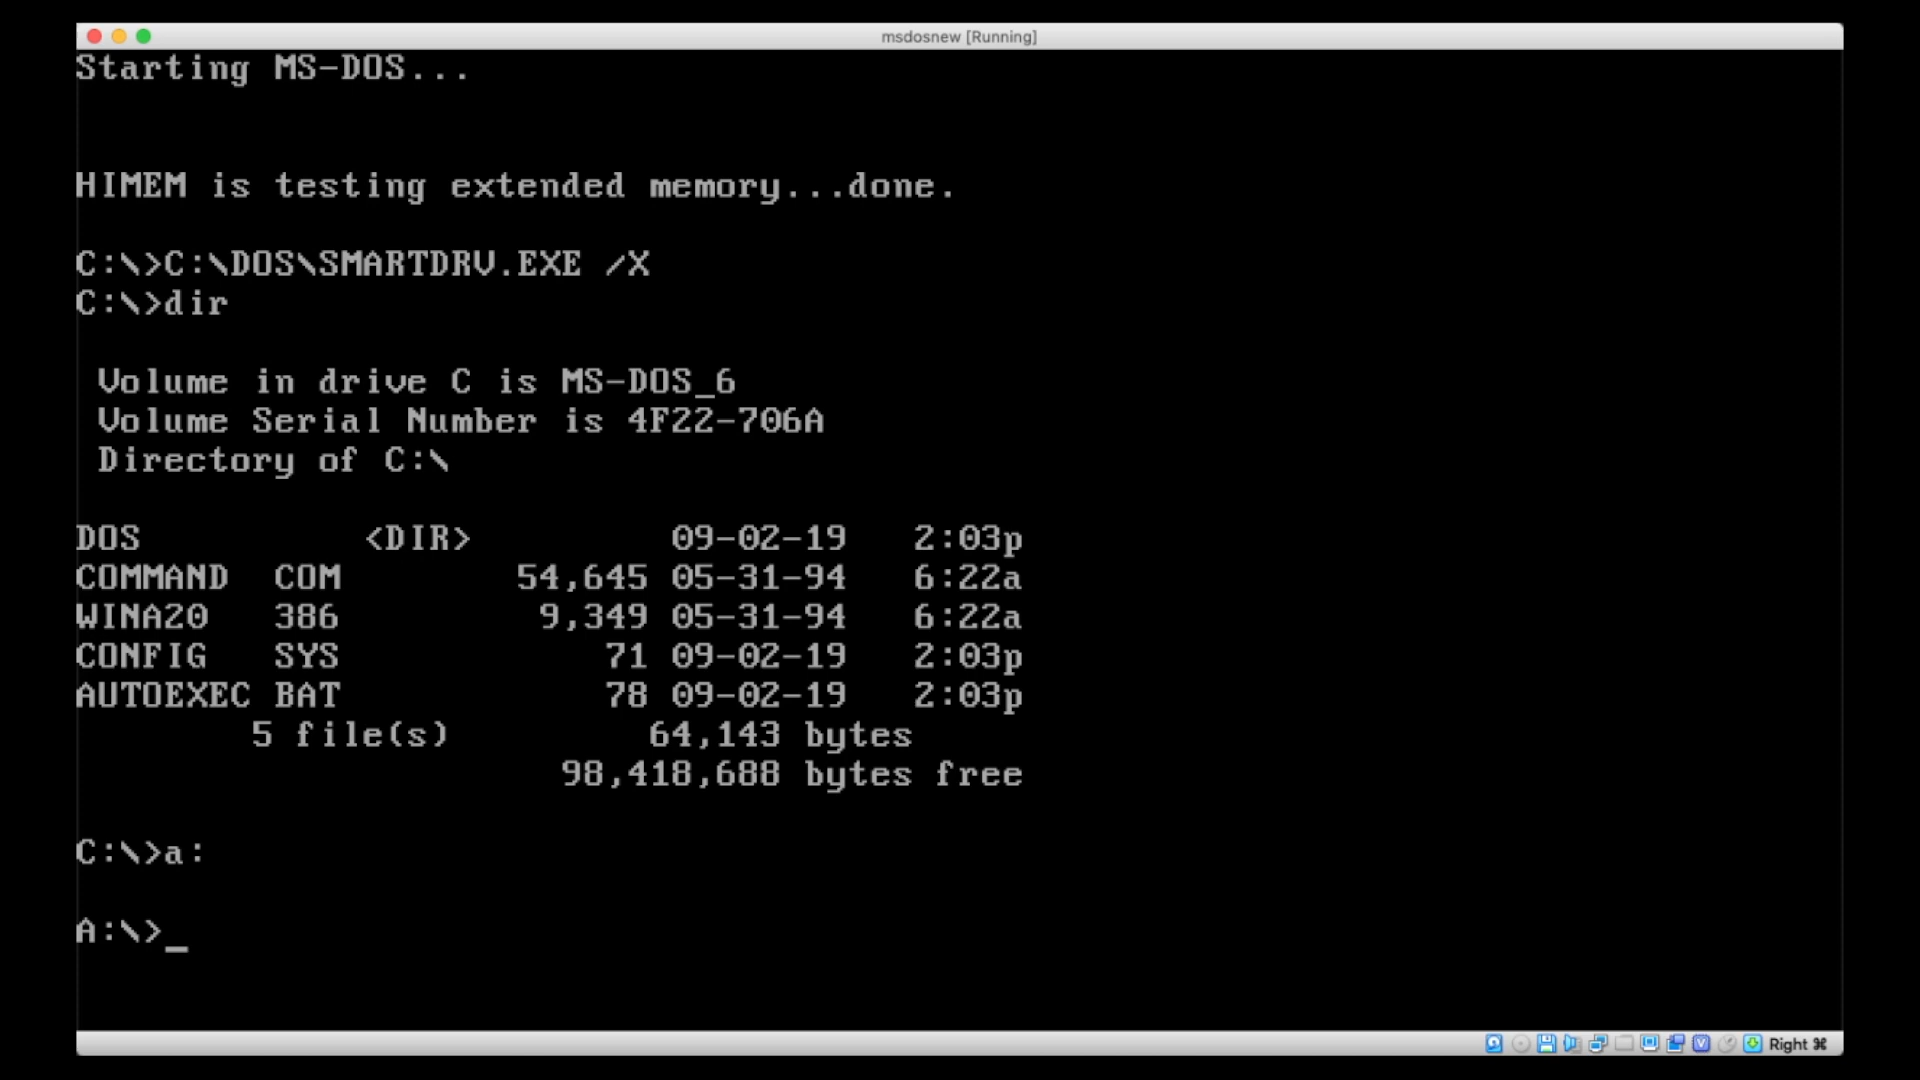 msdosnew [Running]
Starting MS-DOS...
HIMEM is testing extended memory...done.
C:\>C:\DOS\SMARTDRV.EXE /X
C:\>dir
Volume in drive C is MS-DOS_6
Volume Serial Number is 4F22-706A
Directory of C:\
DOS <DIR> 09-02-19 2:03p
COMMAND COM 54,645 05-31-94 6:22a
WINA20 386 9,349 05-31-94 6:22a
CONFIG SYS 71 09-02-19 2:03p
AUTOEXEC BAT 78 09-02-19 2:03p
5 file(s) 64,143 bytes
98,418,688 bytes free
C:\>a:
A:\>_
Right ⌘